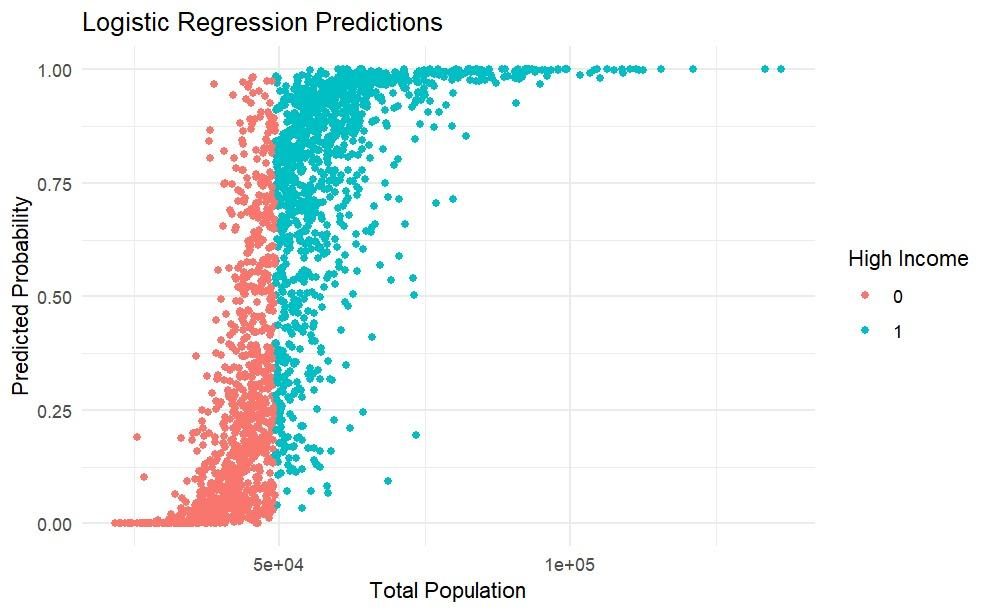 Logistic Regression Predictions
1.00
0.75
0.50
0.25
0.00
Predicted Probability
5e+04
1e+05
Total Population
High Income
0
1